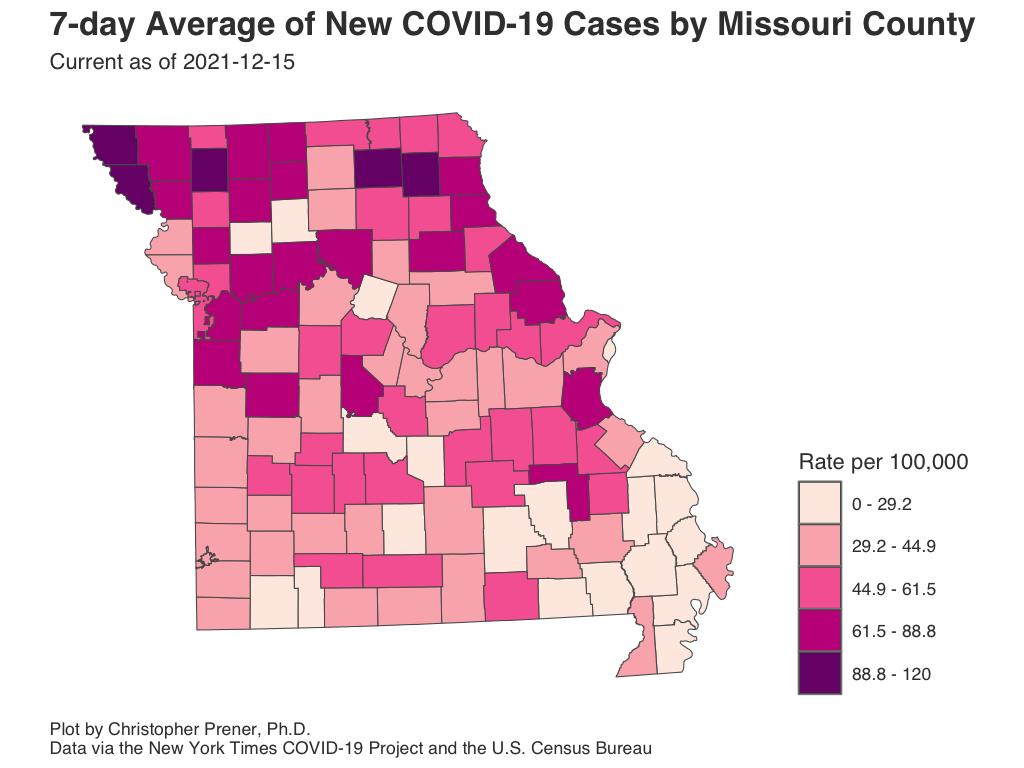 7-day Average of New COVID-19 Cases by Missouri County
Current as of 2021-12-15
Rate per 100,000
0 - 29.2
29.2 - 44.9
44.9 - 61.5
61.5 - 88.8
88.8 - 120
Plot by Christopher Prener, Ph.D.
Data via the New York Times COVID-19 Project and the U.S. Census Bureau